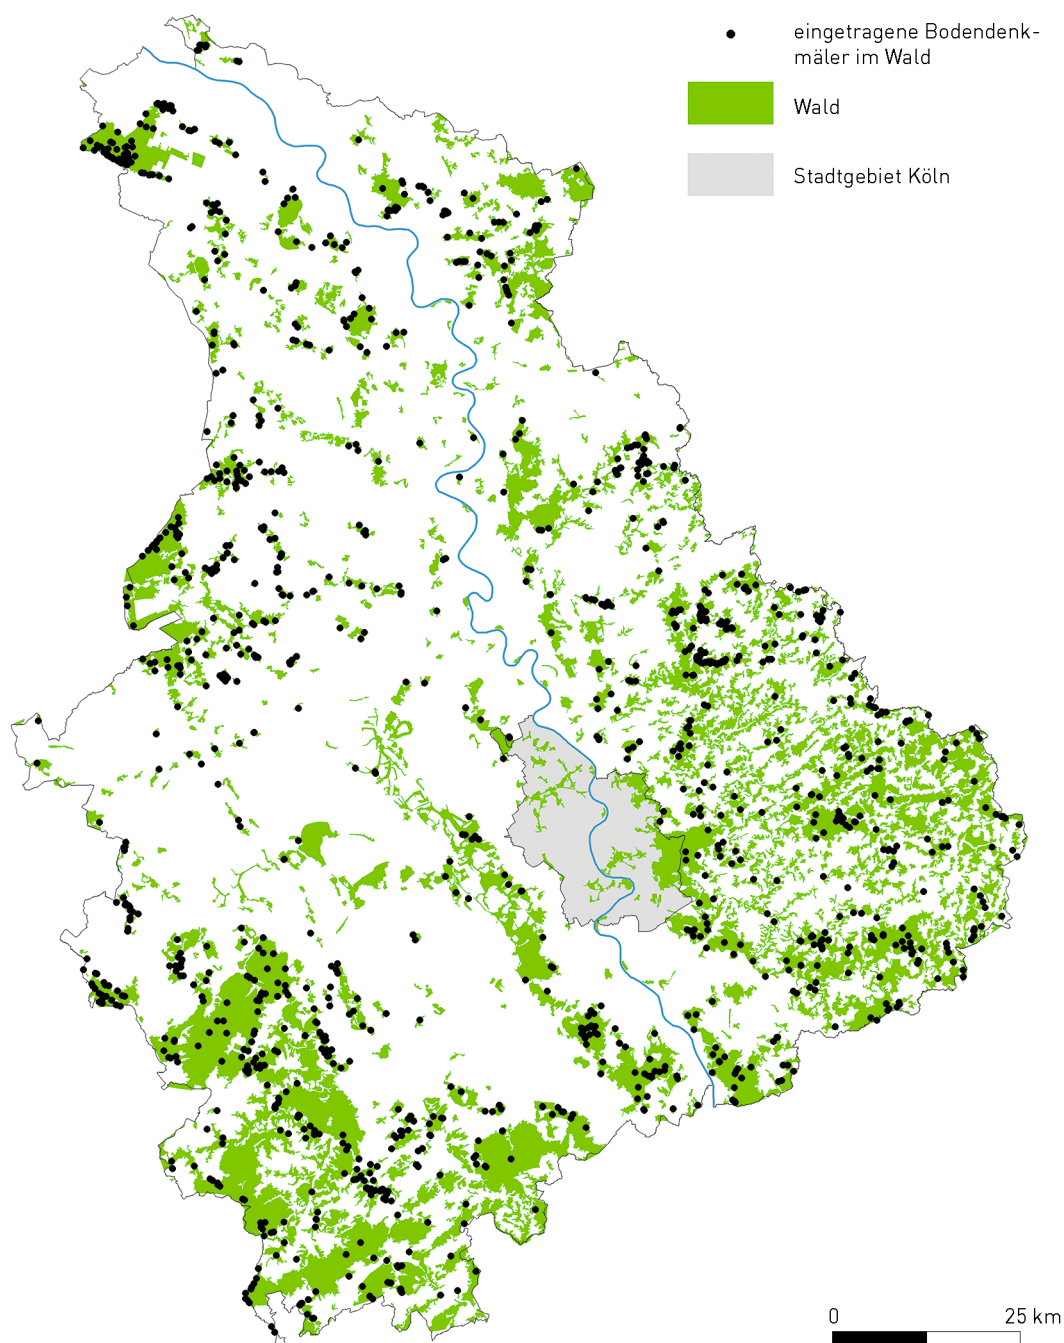 eingetragene Bodendenk-
mäler im Wald
Wald
Stadtgebiet Köln
0 25 km